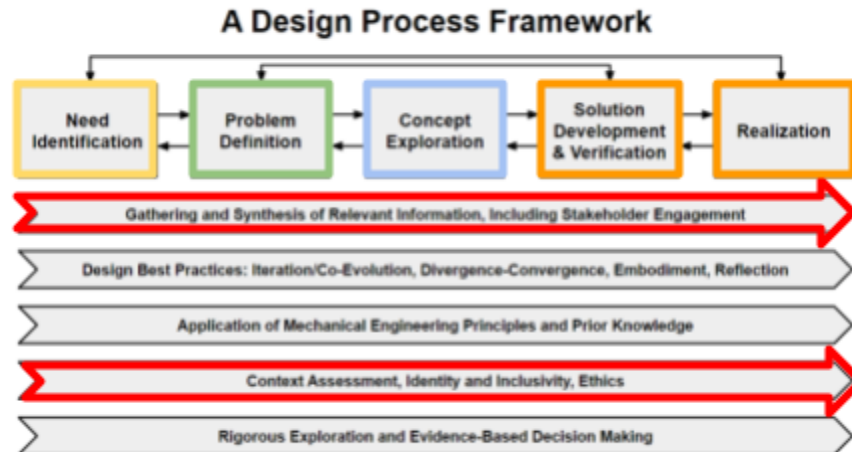 A Design Process Framework
Need
Identification
Problem
Definition
Concept
Exploration
Solution
Development
& Verification
Realization
Gathering and Synthesis of Relevant Information, Including Stakeholder Engagement
Design Best Practices: Iteration/Co-Evolution, Divergence-Convergence, Embodiment, Reflection
Application of Mechanical Engineering Principles and Prior Knowledge
Context Assessment, Identity and Inclusivity, Ethics
Rigorous Exploration and Evidence-Based Decision Making